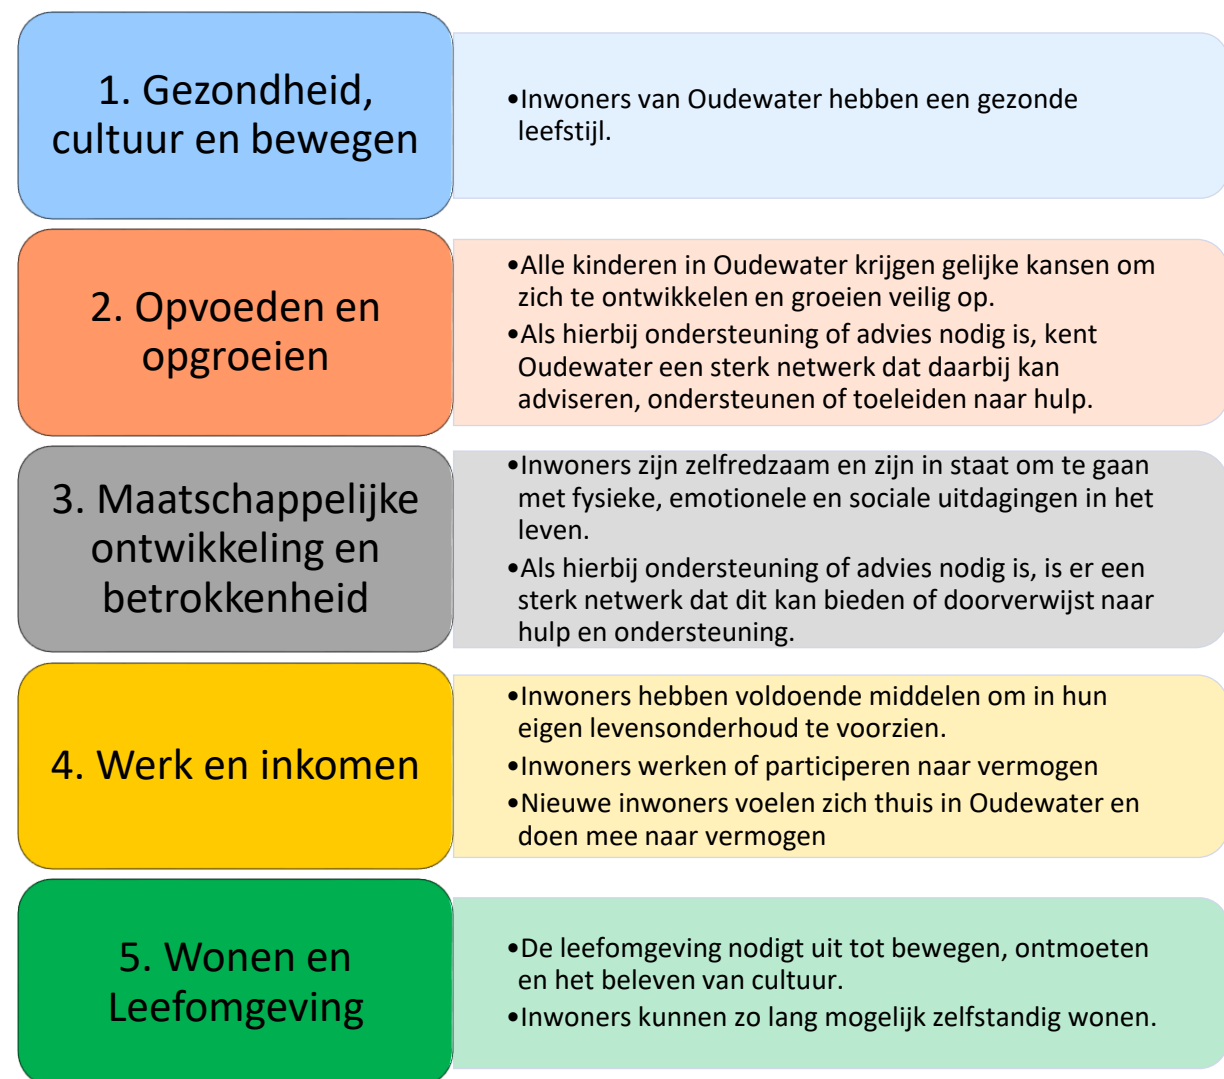 1. Gezondheid,
cultuur en bewegen
•Inwoners van Oudewater hebben een gezonde
leefstijl.
2. Opvoeden en
opgroeien
•Alle kinderen in Oudewater krijgen gelijke kansen om
zich te ontwikkelen en groeien veilig op.
•Als hierbij ondersteuning of advies nodig is, kent
Oudewater een sterk netwerk dat daarbij kan
adviseren, ondersteunen of toeleiden naar hulp.
3. Maatschappelijke
ontwikkeling en
betrokkenheid
•Inwoners zijn zelfredzaam en zijn in staat om te gaan
met fysieke, emotionele en sociale uitdagingen in het
leven.
•Als hierbij ondersteuning of advies nodig is, is er een
sterk netwerk dat dit kan bieden of doorverwijst naar
hulp en ondersteuning.
4. Werk en inkomen
•Inwoners hebben voldoende middelen om in hun
eigen levensonderhoud te voorzien.
•Inwoners werken of participeren naar vermogen
•Nieuwe inwoners voelen zich thuis in Oudewater en
doen mee naar vermogen
5. Wonen en
Leefomgeving
•De leefomgeving nodigt uit tot bewegen, ontmoeten
en het beleven van cultuur.
•Inwoners kunnen zo lang mogelijk zelfstandig wonen.